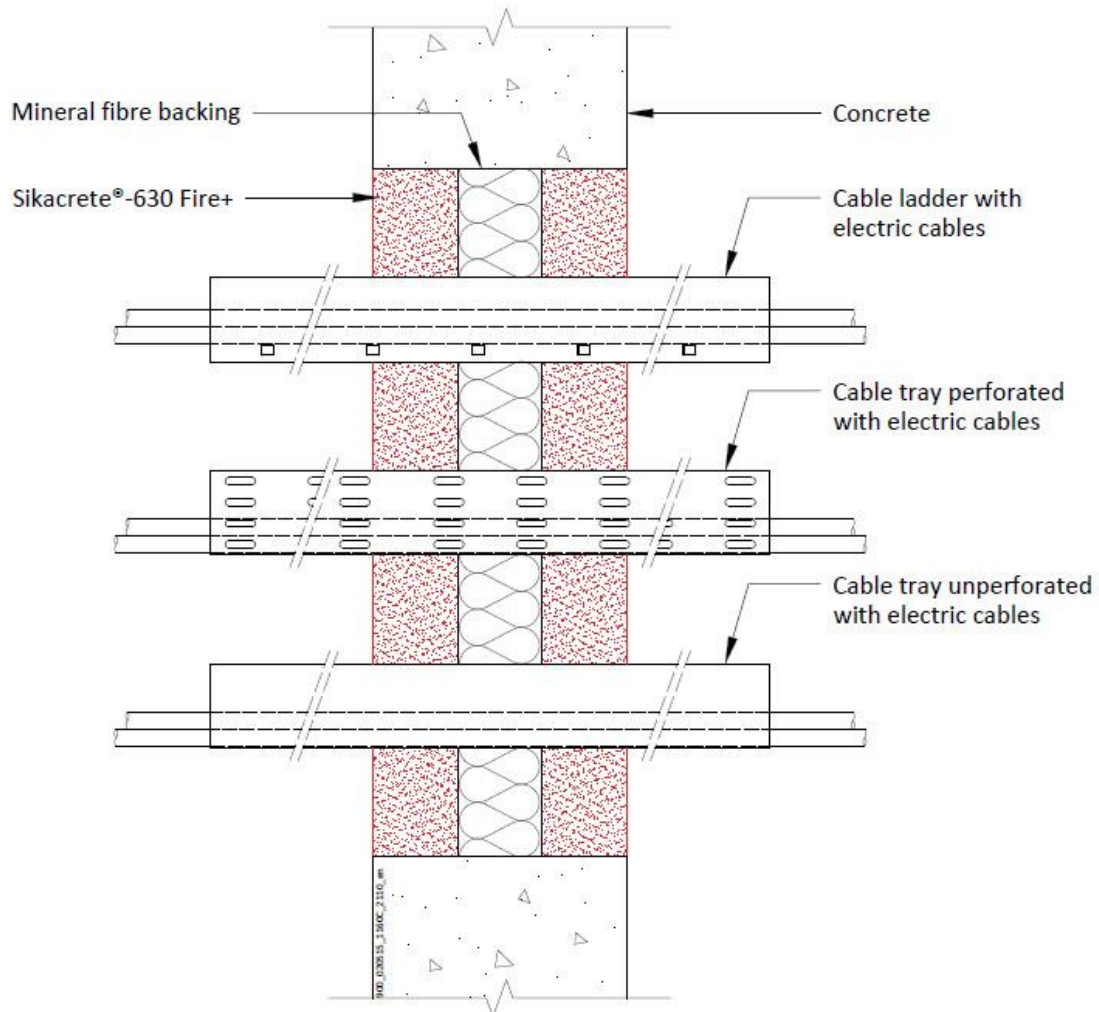 Mineral fibre backing
Concrete
Sikacrete®-630 Fire+
Cable ladder with
electric cables
Cable tray perforated
with electric cables
Cable tray unperforated
with electric cables
900_020515_1160C_2110_en